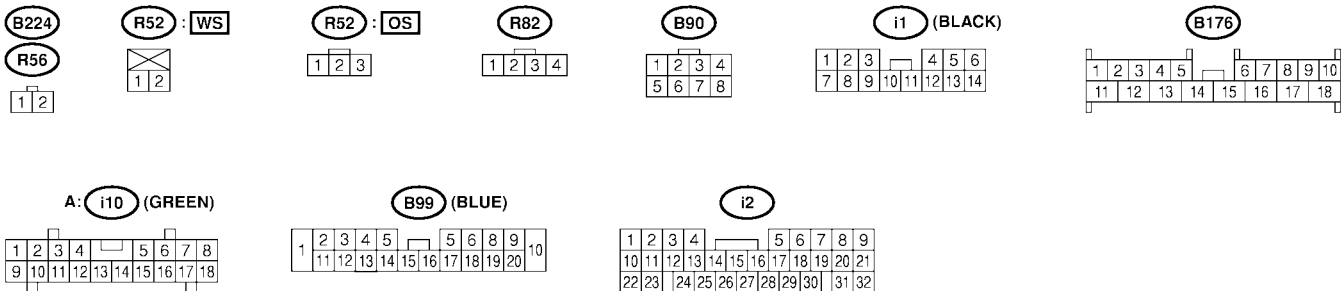 B224
R56
1 2
R52 : WS
1 2
R52 : OS
1 2 3
R82
1 2 3 4
B90
1 2 3 4
5 6 7 8
i1 (BLACK)
1 2 3 4 5 6
7 8 9 10 11 12 13 14
B176
1 2 3 4 5 6 7 8 9 10
11 12 13 14 15 16 17 18
A: i10 (GREEN)
1 2 3 4 5 6 7 8
9 10 11 12 13 14 15 16 17 18
B99 (BLUE)
1 2 3 4 5 5 6 8 9 10
11 12 13 14 15 16 17 18 19 20
i2
1 2 3 4 5 6 7 8 9
10 11 12 13 14 15 16 17 18 19 20 21
22 23 24 25 26 27 28 29 30 31 32